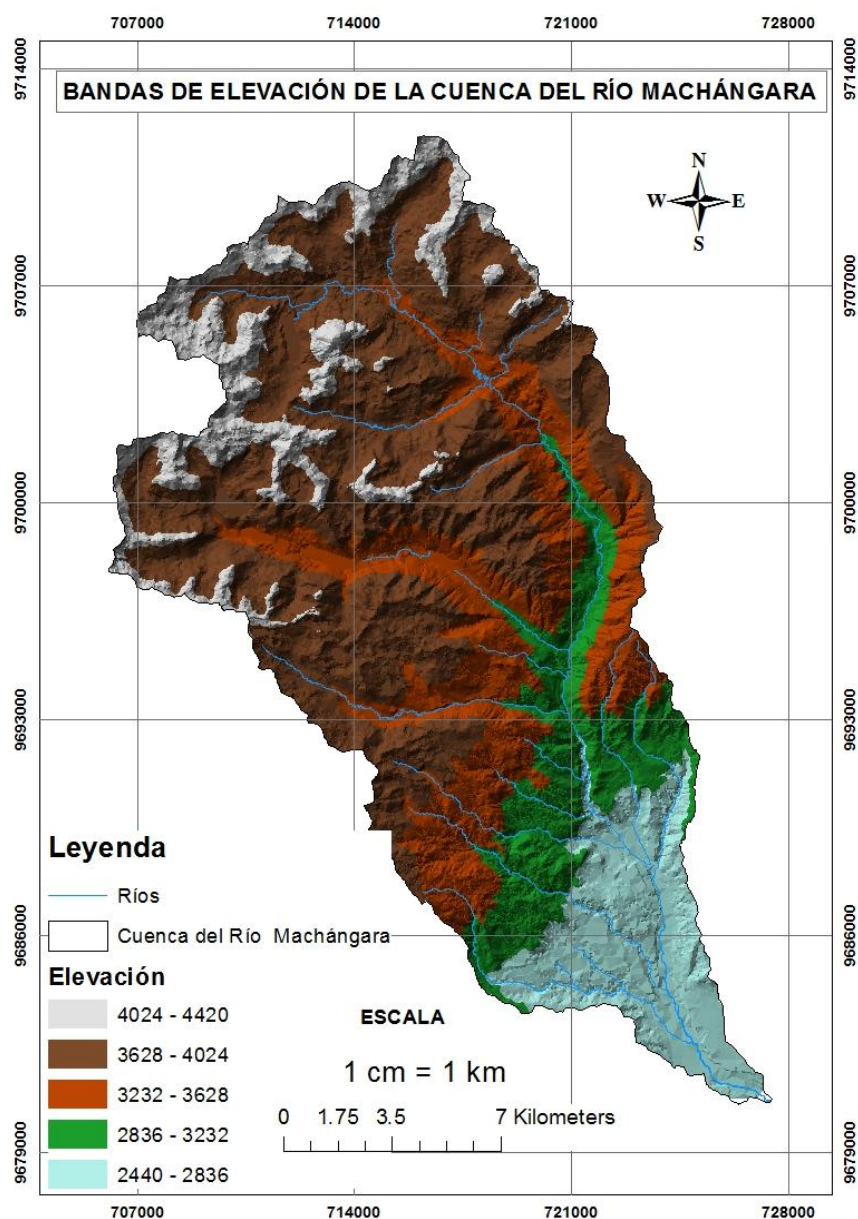 707000 714000 721000 728000
9714000 9714000
BANDAS DE ELEVACIÓN DE LA CUENCA DEL RÍO MACHÁNGARA
N
W E
S
9707000 9707000
9700000 9700000
9693000 9693000
Leyenda
Ríos
Cuenca del Río Machángara
9686000 9686000
Elevación
4024 - 4420
3628 - 4024
3232 - 3628
2836 - 3232
2440 - 2836
ESCALA
1 cm = 1 km
0 1.75 3.5 7 Kilometers
9679000 9679000
707000 714000 721000 728000